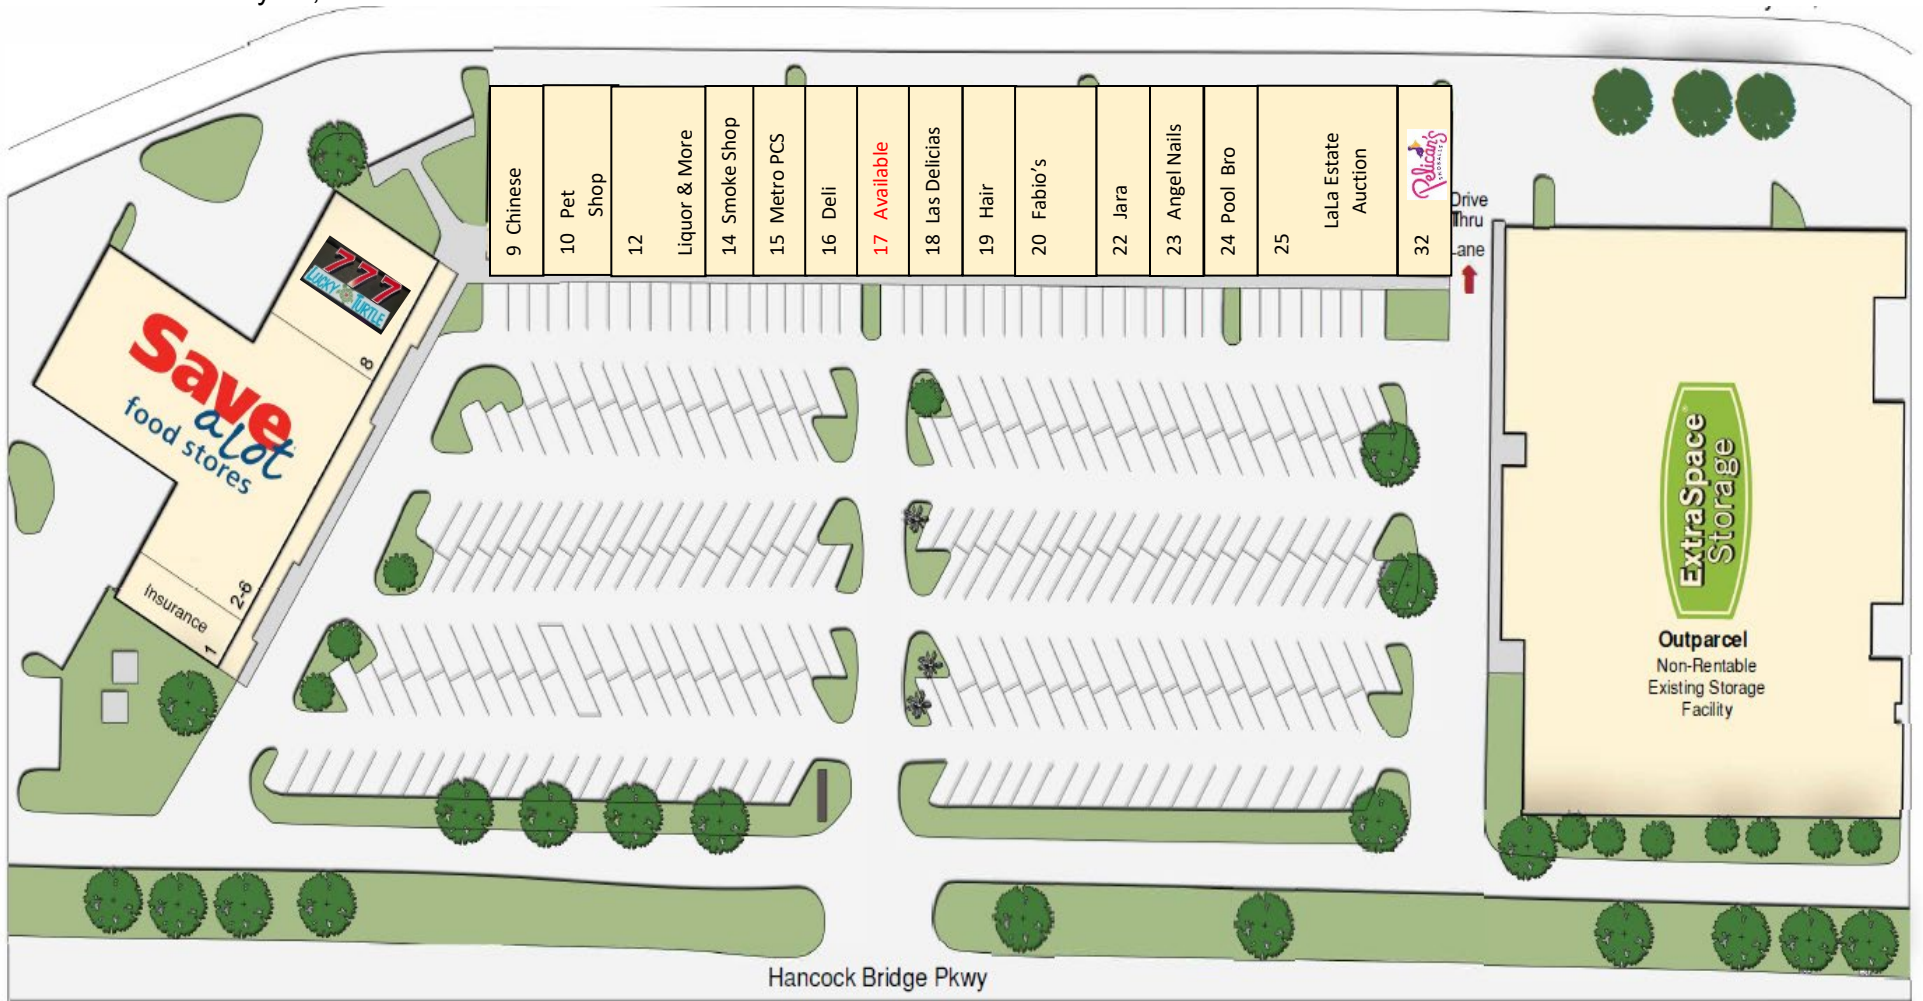 9 Chinese
10 Pet
Shop
12
Liquor & More
14 Smoke Shop
15 Metro PCS
16 Deli
17 Available
18 Las Delicias
19 Hair
20 Fabio’s
22 Jara
23 Angel Nails
24 Pool Bro
25
LaLa Estate
Auction
32
Pelican's
Drive
Thru
Lane
777
LUCKY TURTLE
8
Save
a lot
food stores
2-6
Insurance
1
ExtraSpace
Storage
Outparcel
Non-Rentable
Existing Storage
Facility
Hancock Bridge Pkwy